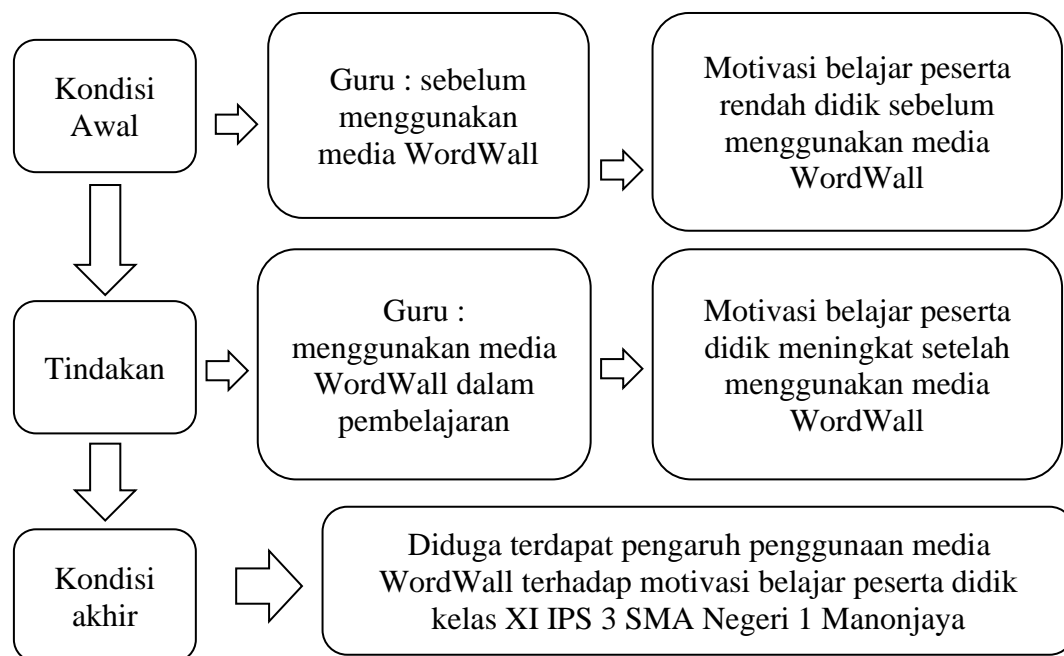 Kondisi
Awal
Guru : sebelum
menggunakan
media WordWall
Motivasi belajar peserta
rendah didik sebelum
menggunakan media
WordWall
Tindakan
Guru :
menggunakan media
WordWall dalam
pembelajaran
Motivasi belajar peserta
didik meningkat setelah
menggunakan media
WordWall
Kondisi
akhir
Diduga terdapat pengaruh penggunaan media
WordWall terhadap motivasi belajar peserta didik
kelas XI IPS 3 SMA Negeri 1 Manonjaya